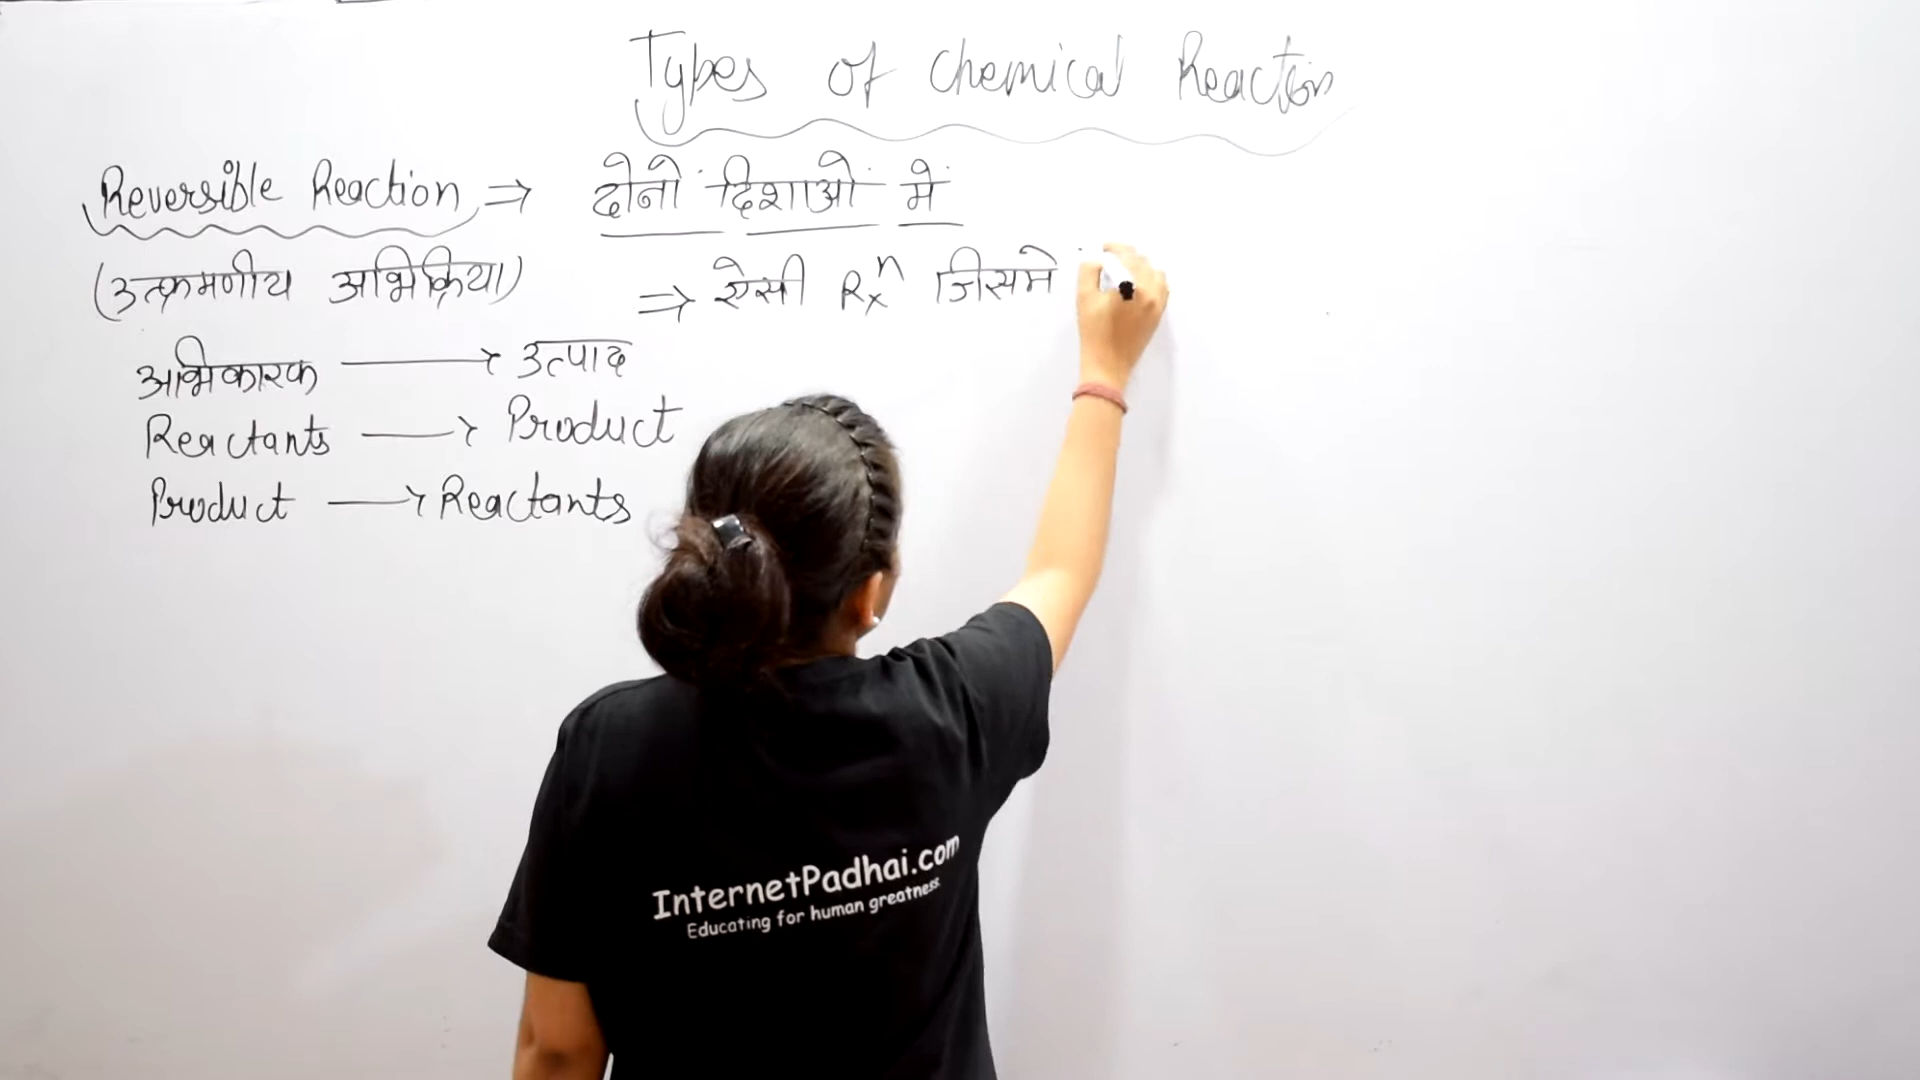 Types of Chemical Reaction
Reversible Reaction ⇒ दोनों दिशाओं में
(उत्क्रमणीय अभिक्रिया)
⇒ ऐसी Rxⁿ जिसमे
अभिकारक → उत्पाद
Reactants → Product
Product → Reactants
InternetPadhai.com
Educating for human greatness